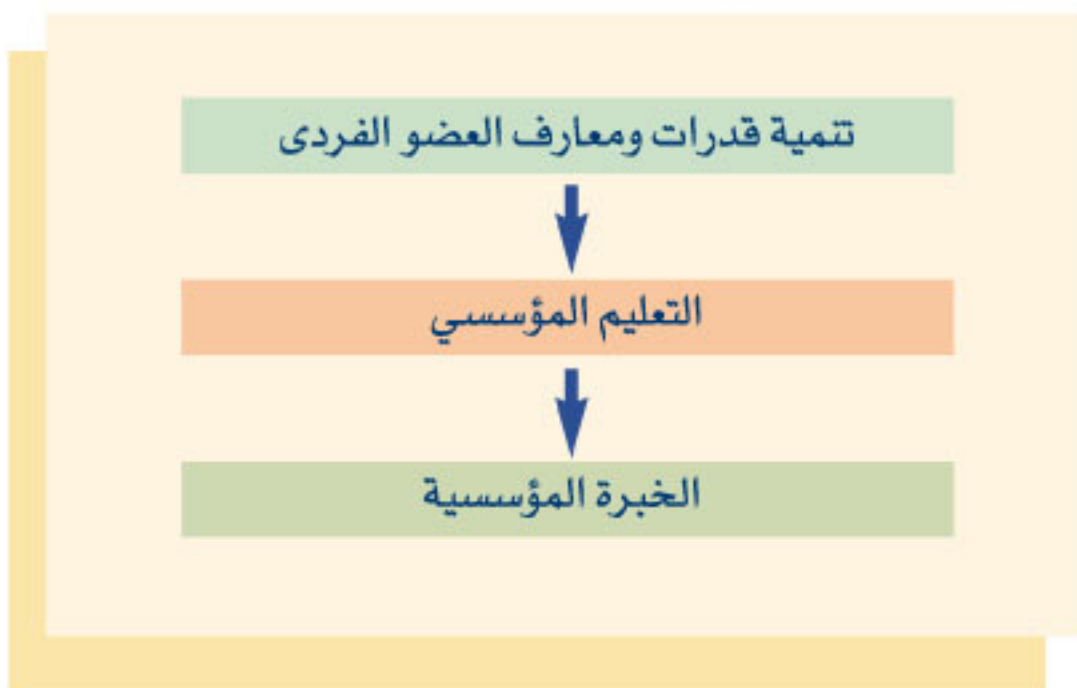 تنمية قدرات ومعارف العضو الفردى
التعليم المؤسسي
الخبرة المؤسسية